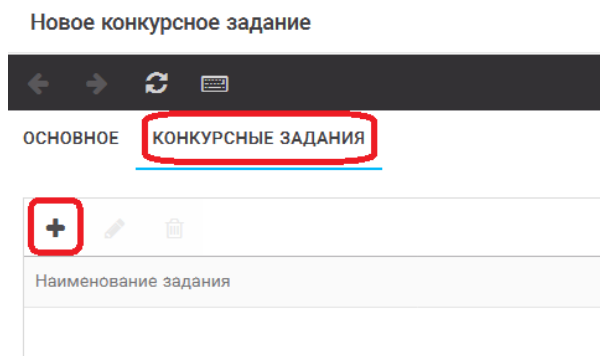 Новое конкурсное задание
ОСНОВНОЕ КОНКУРСНЫЕ ЗАДАНИЯ
Наименование задания